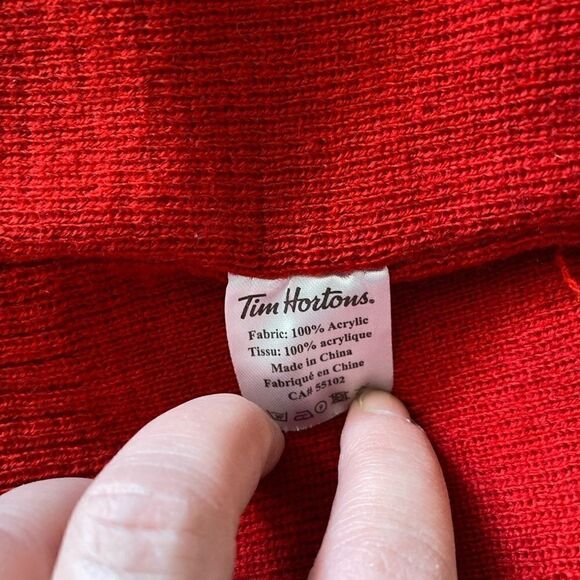 Tim Hortons.
Fabric: 100% Acrylic
Tissu: 100% acrylique
Made in China
Fabriqué en Chine
CA# 55102